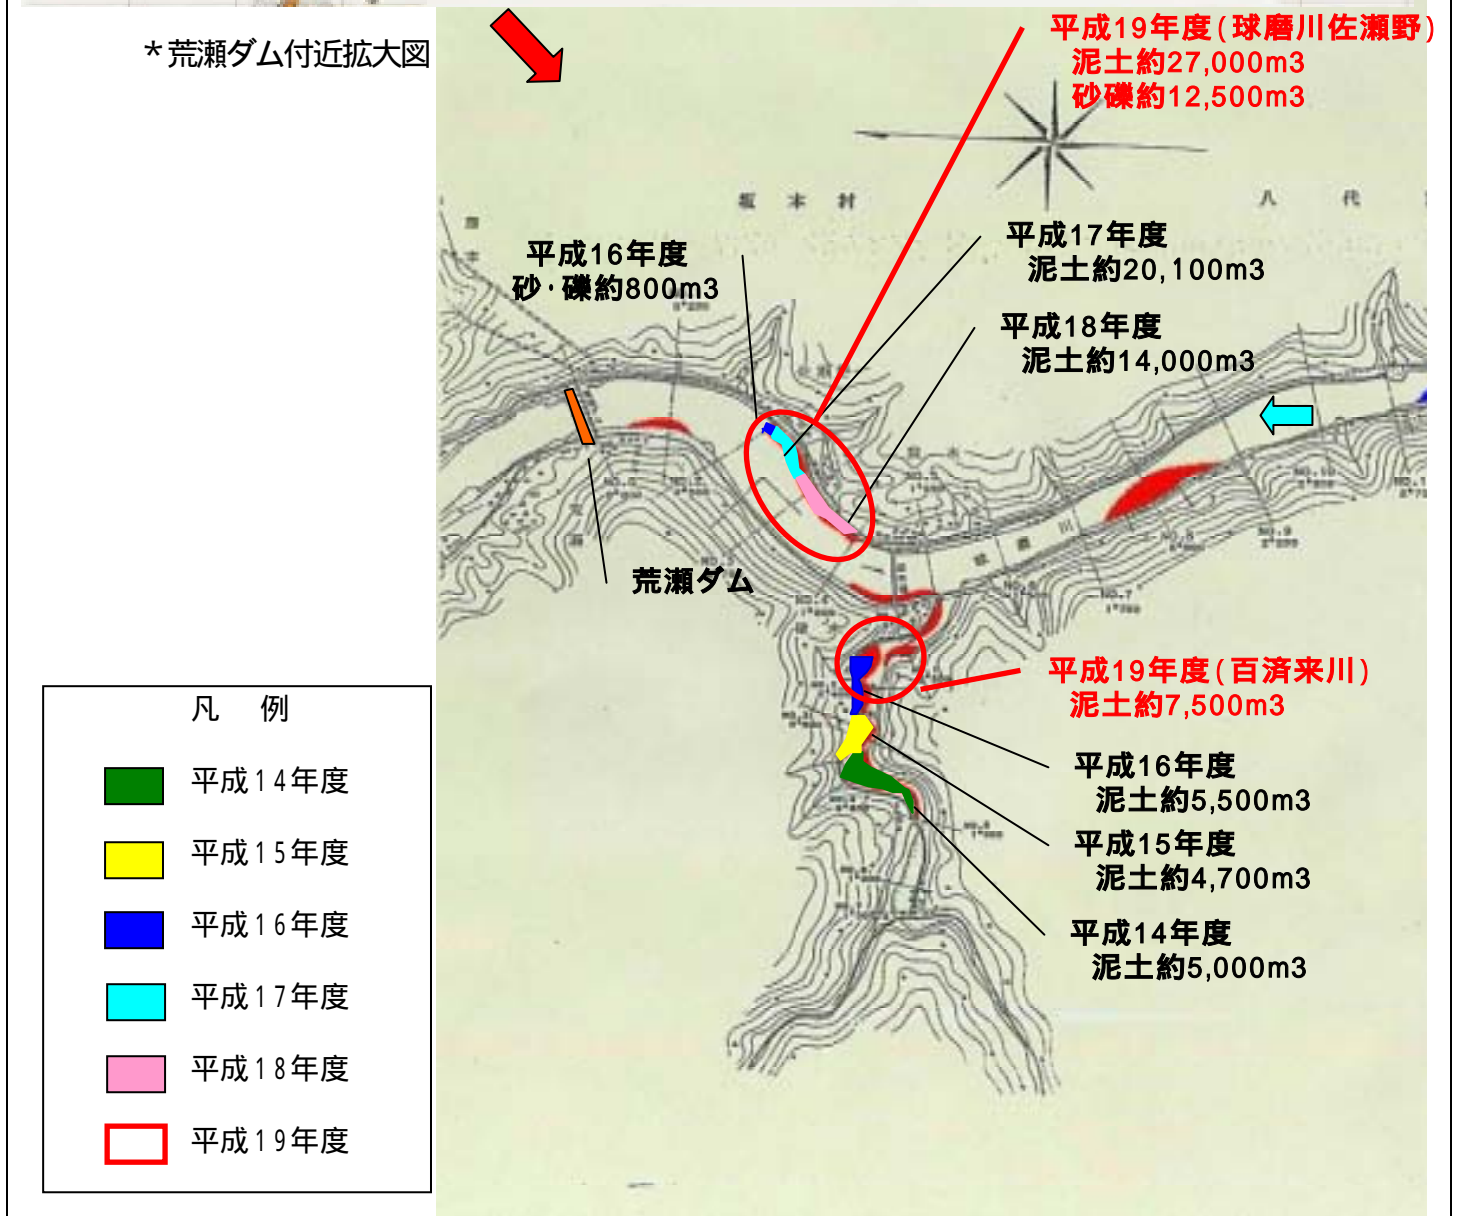 *荒瀬ダム付近拡大図
平成19年度(球磨川佐瀬野)
泥土約27,000m3
砂礫約12,500m3
坂本村
八代
平成16年度
砂・礫約800m3
平成17年度
泥土約20,100m3
平成18年度
泥土約14,000m3
荒瀬ダム
球磨川
平成19年度(百済来川)
泥土約7,500m3
平成16年度
泥土約5,500m3
平成15年度
泥土約4,700m3
平成14年度
泥土約5,000m3
凡 例
平成14年度
平成15年度
平成16年度
平成17年度
平成18年度
平成19年度